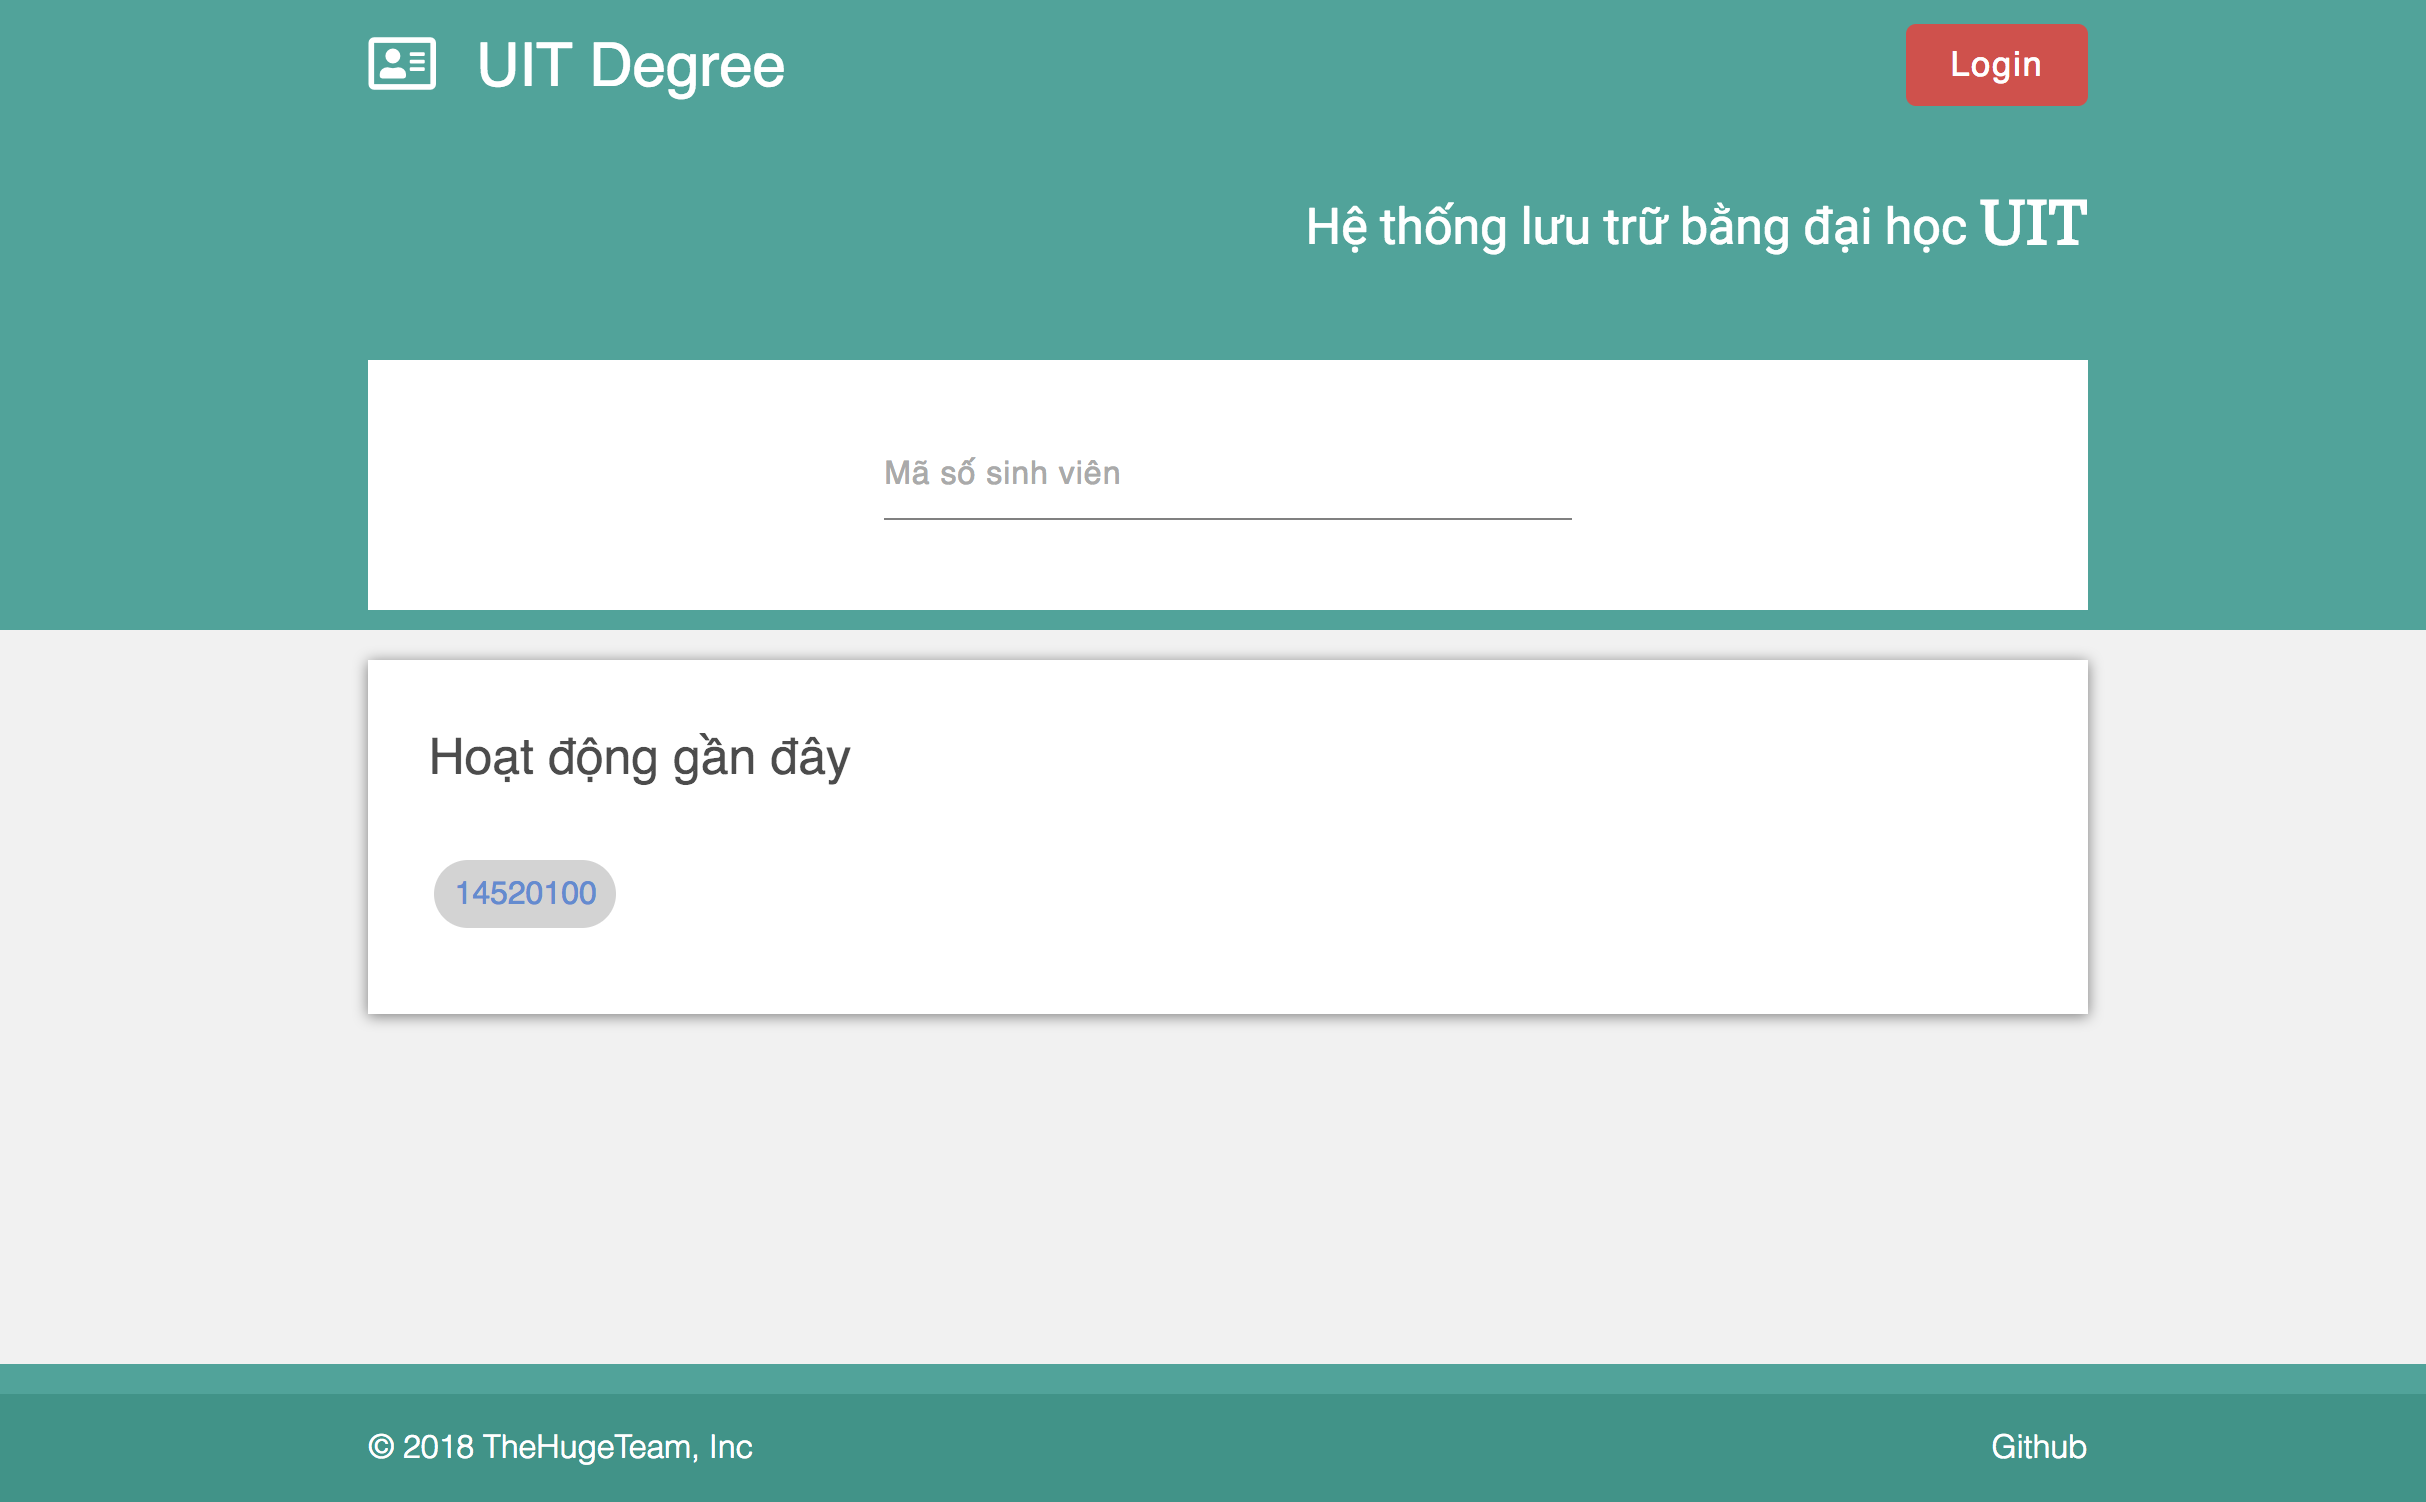 UIT Degree
Login
Hệ thống lưu trữ bằng đại học UIT
Mã số sinh viên
Hoạt động gần đây
14520100
© 2018 TheHugeTeam, Inc
Github